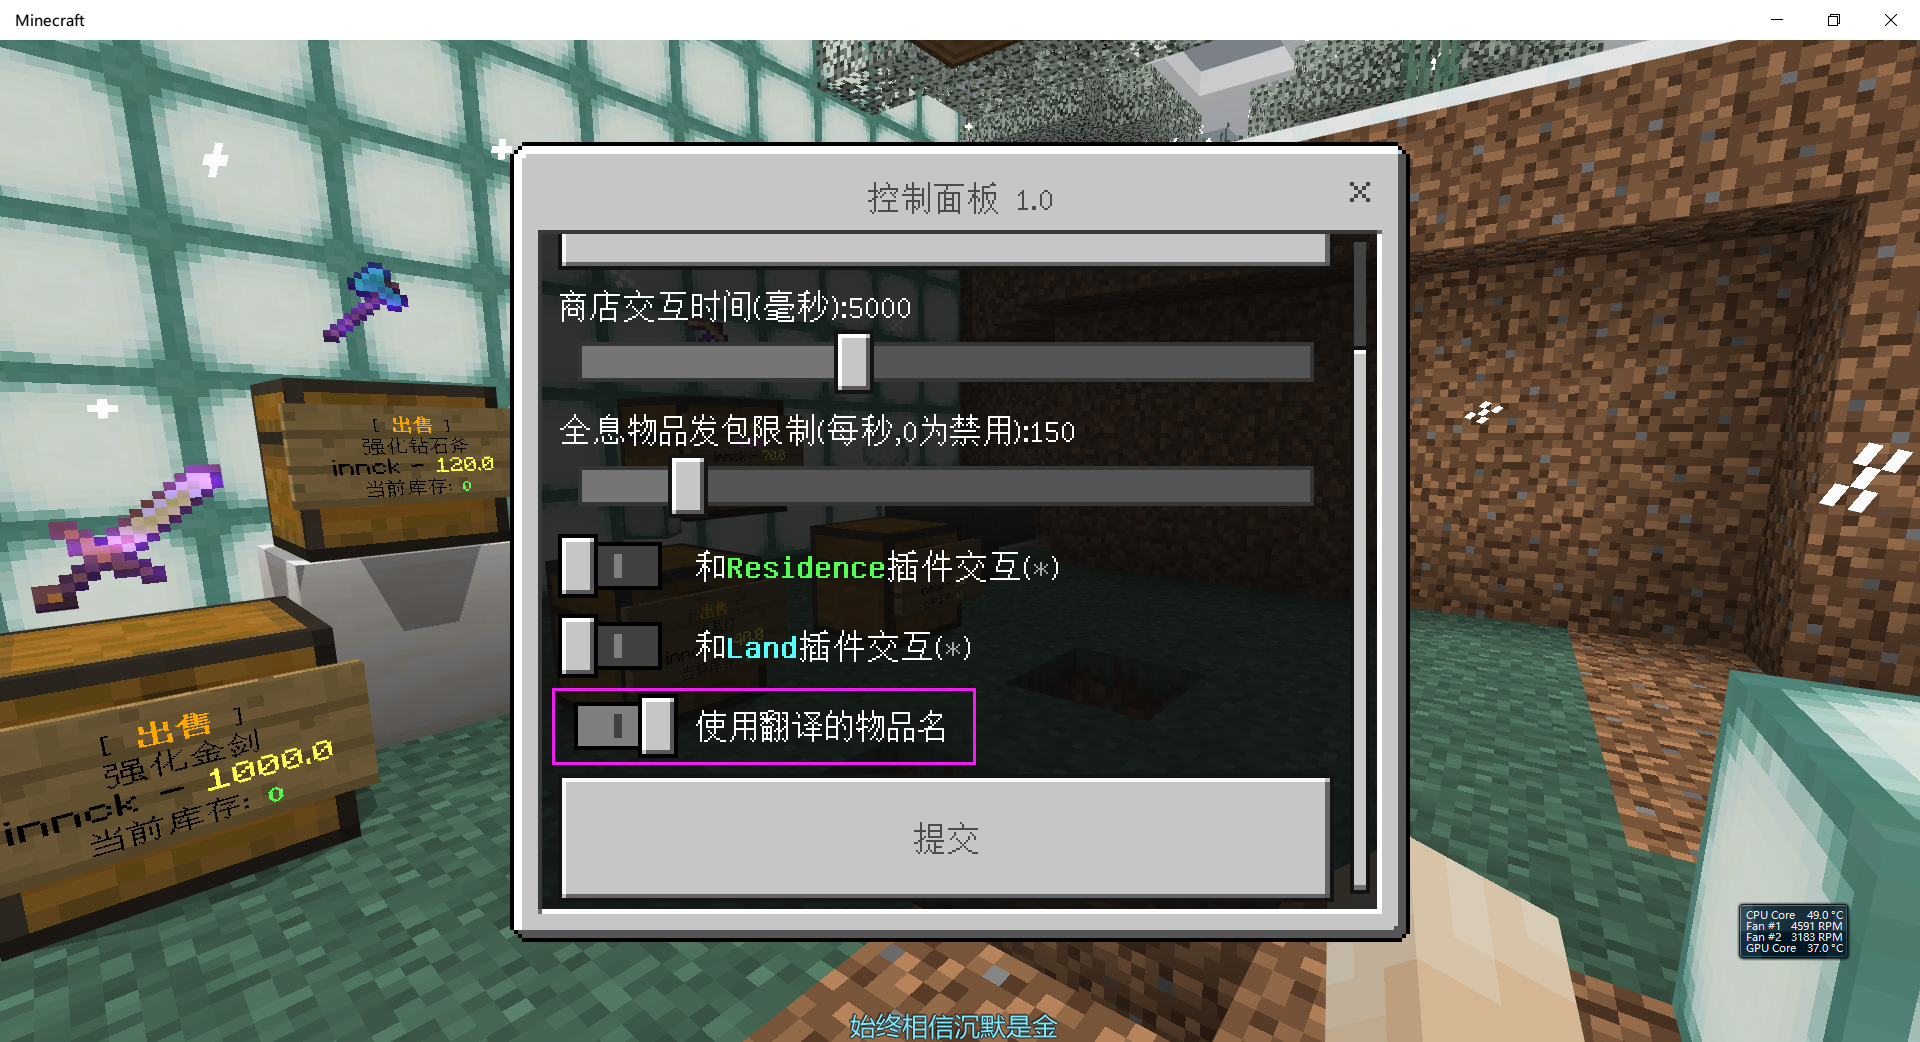 Minecraft
控制面板 1.0
商店交互时间(毫秒):5000
全息物品发包限制(每秒,0为禁用):150
和Residence插件交互(*)
和Land插件交互(*)
使用翻译的物品名
提交
[ 出售 ]
强化钻石斧
innck - 120.0
当前库存: 0
[ 出售 ]
强化金剑
innck - 1000.0
当前库存: 0
CPU Core 49.0 °C
Fan #1 4591 RPM
Fan #2 3183 RPM
GPU Core 37.0 °C
始终相信沉默是金